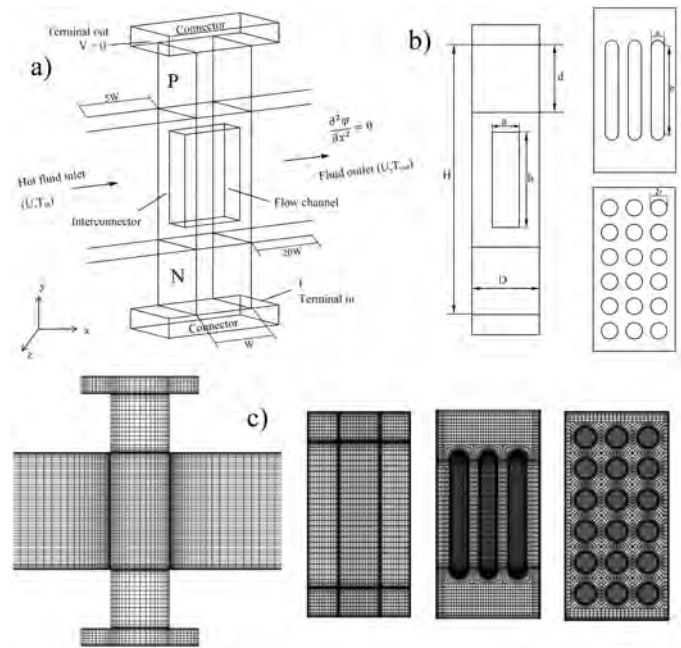 a)
Terminal out
V = 0
Connector
P
5W
∂²φ
∂x² = 0
Hot fluid inlet
(U,Tin)
Fluid outlet (U,Tout)
Interconnector
Flow channel
20W
N
I
Terminal in
Connector
W
y
x
z
b)
d
H
a
h
D
a
2r
c)